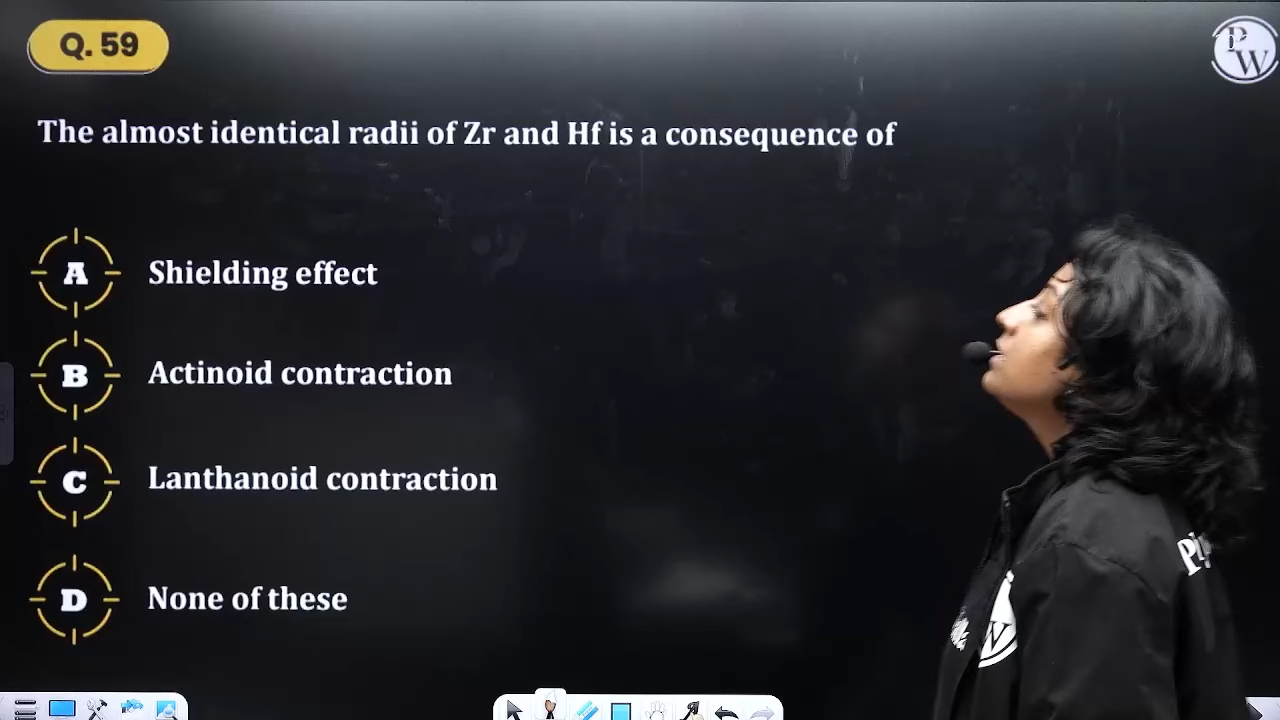 Q. 59
PW
The almost identical radii of Zr and Hf is a consequence of
A Shielding effect
B Actinoid contraction
C Lanthanoid contraction
D None of these
W